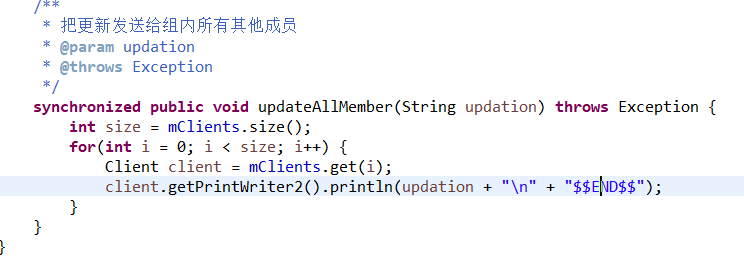 /**
 * 把更新发送给组内所有其他成员
 * @param updation
 * @throws Exception
 */
synchronized public void updateAllMember(String updation) throws Exception {
    int size = mClients.size();
    for(int i = 0; i < size; i++) {
        Client client = mClients.get(i);
        client.getPrintWriter2().println(updation + "\n" + "$$END$$");
    }
}
}